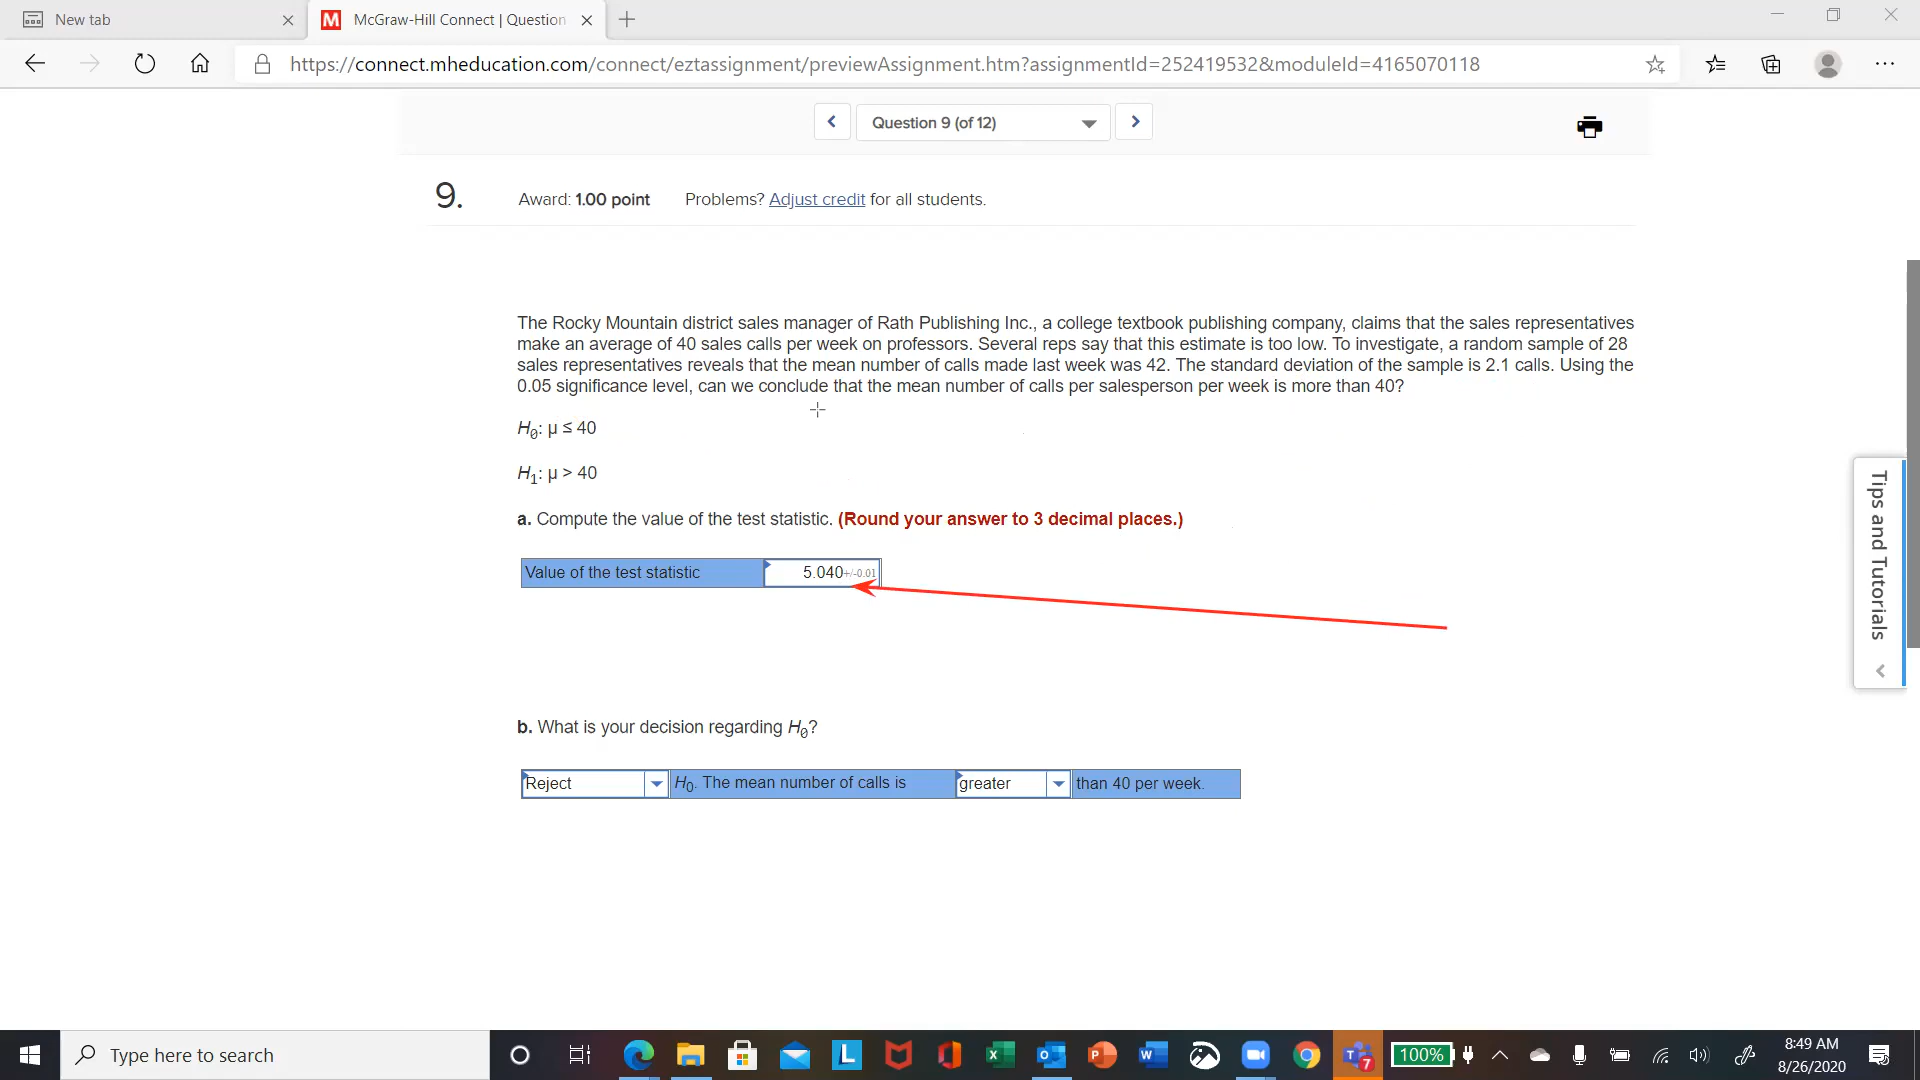 New tab
McGraw-Hill Connect | Question
https://connect.mheducation.com/connect/eztassignment/previewAssignment.htm?assignmentId=252419532&moduleId=4165070118
Question 9 (of 12)
9.
Award: 1.00 point Problems? Adjust credit for all students.
The Rocky Mountain district sales manager of Rath Publishing Inc., a college textbook publishing company, claims that the sales representatives
make an average of 40 sales calls per week on professors. Several reps say that this estimate is too low. To investigate, a random sample of 28
sales representatives reveals that the mean number of calls made last week was 42. The standard deviation of the sample is 2.1 calls. Using the
0.05 significance level, can we conclude that the mean number of calls per salesperson per week is more than 40?
H0: μ ≤ 40
H1: μ > 40
a. Compute the value of the test statistic. (Round your answer to 3 decimal places.)
Value of the test statistic 5.040+/-0.01
Tips and Tutorials
b. What is your decision regarding H0?
Reject H0. The mean number of calls is greater than 40 per week.
Type here to search
100%
7
8:49 AM
8/26/2020